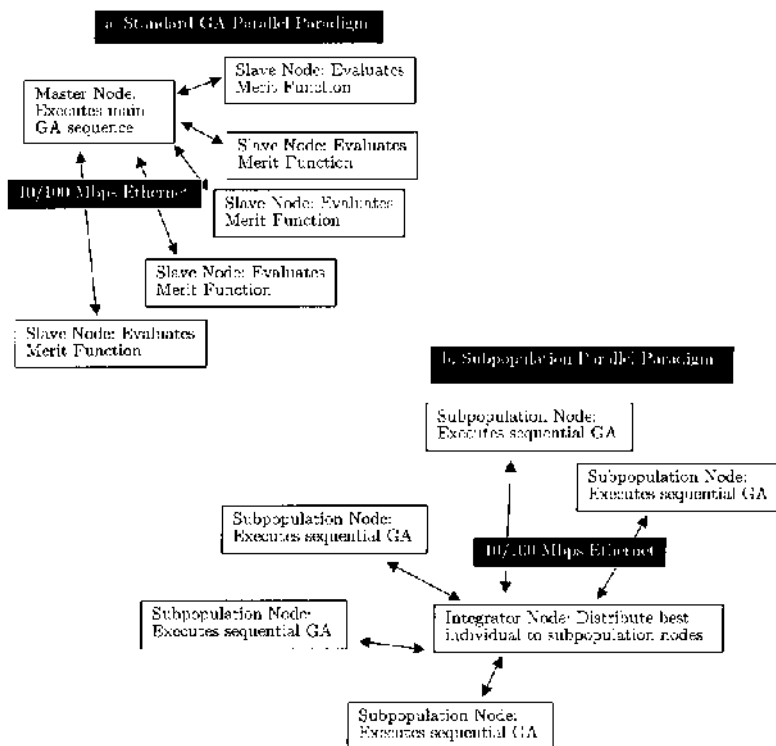 a. Standard GA Parallel Paradigm
Slave Node: Evaluates
Merit Function
Master Node:
Executes main
GA sequence
Slave Node: Evaluates
Merit Function
10/100 Mbps Ethernet
Slave Node: Evaluates
Merit Function
Slave Node: Evaluates
Merit Function
Slave Node: Evaluates
Merit Function
b. Subpopulation Parallel Paradigm
Subpopulation Node:
Executes sequential GA
Subpopulation Node:
Executes sequential GA
Subpopulation Node:
Executes sequential GA
10/100 Mbps Ethernet
Subpopulation Node:
Executes sequential GA
Integrator Node: Distribute best
individual to subpopulation nodes
Subpopulation Node:
Executes sequential GA